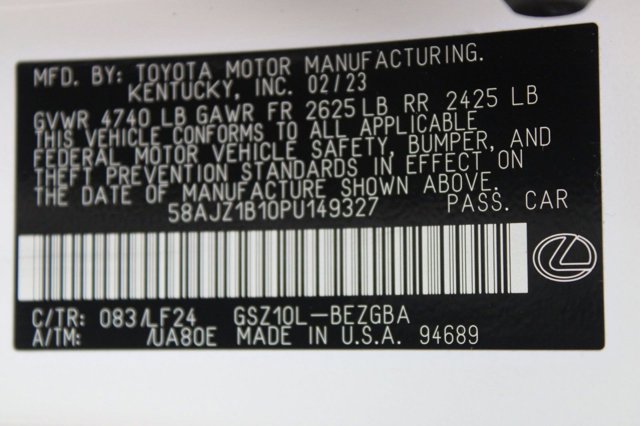 MFD. BY: TOYOTA MOTOR MANUFACTURING.
KENTUCKY, INC. 02/23
GVWR 4740 LB GAWR FR 2625 LB RR 2425 LB
THIS VEHICLE CONFORMS TO ALL APPLICABLE
FEDERAL MOTOR VEHICLE SAFETY, BUMPER, AND
THEFT PREVENTION STANDARDS IN EFFECT ON
THE DATE OF MANUFACTURE SHOWN ABOVE.
58AJZ1B10PU149327 PASS. CAR
C/TR: 083/LF24 GSZ10L-BEZGBA
A/TM: /UA80E MADE IN U.S.A. 94689